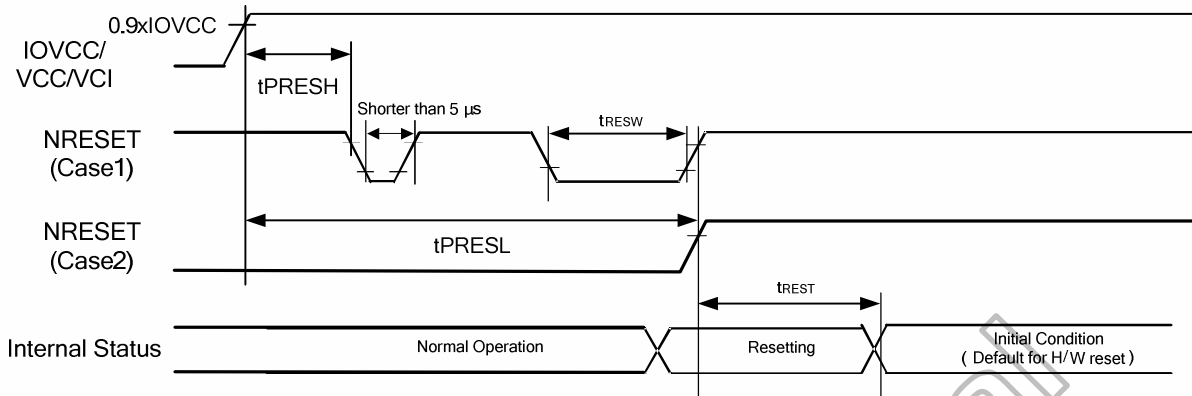 0.9xIOVCC
IOVCC/
VCC/VCI
tPRESH
Shorter than 5 µs
NRESET
(Case1)
tRESW
NRESET
(Case2)
tPRESL
tREST
Internal Status
Normal Operation
Resetting
Initial Condition
( Default for H/W reset )